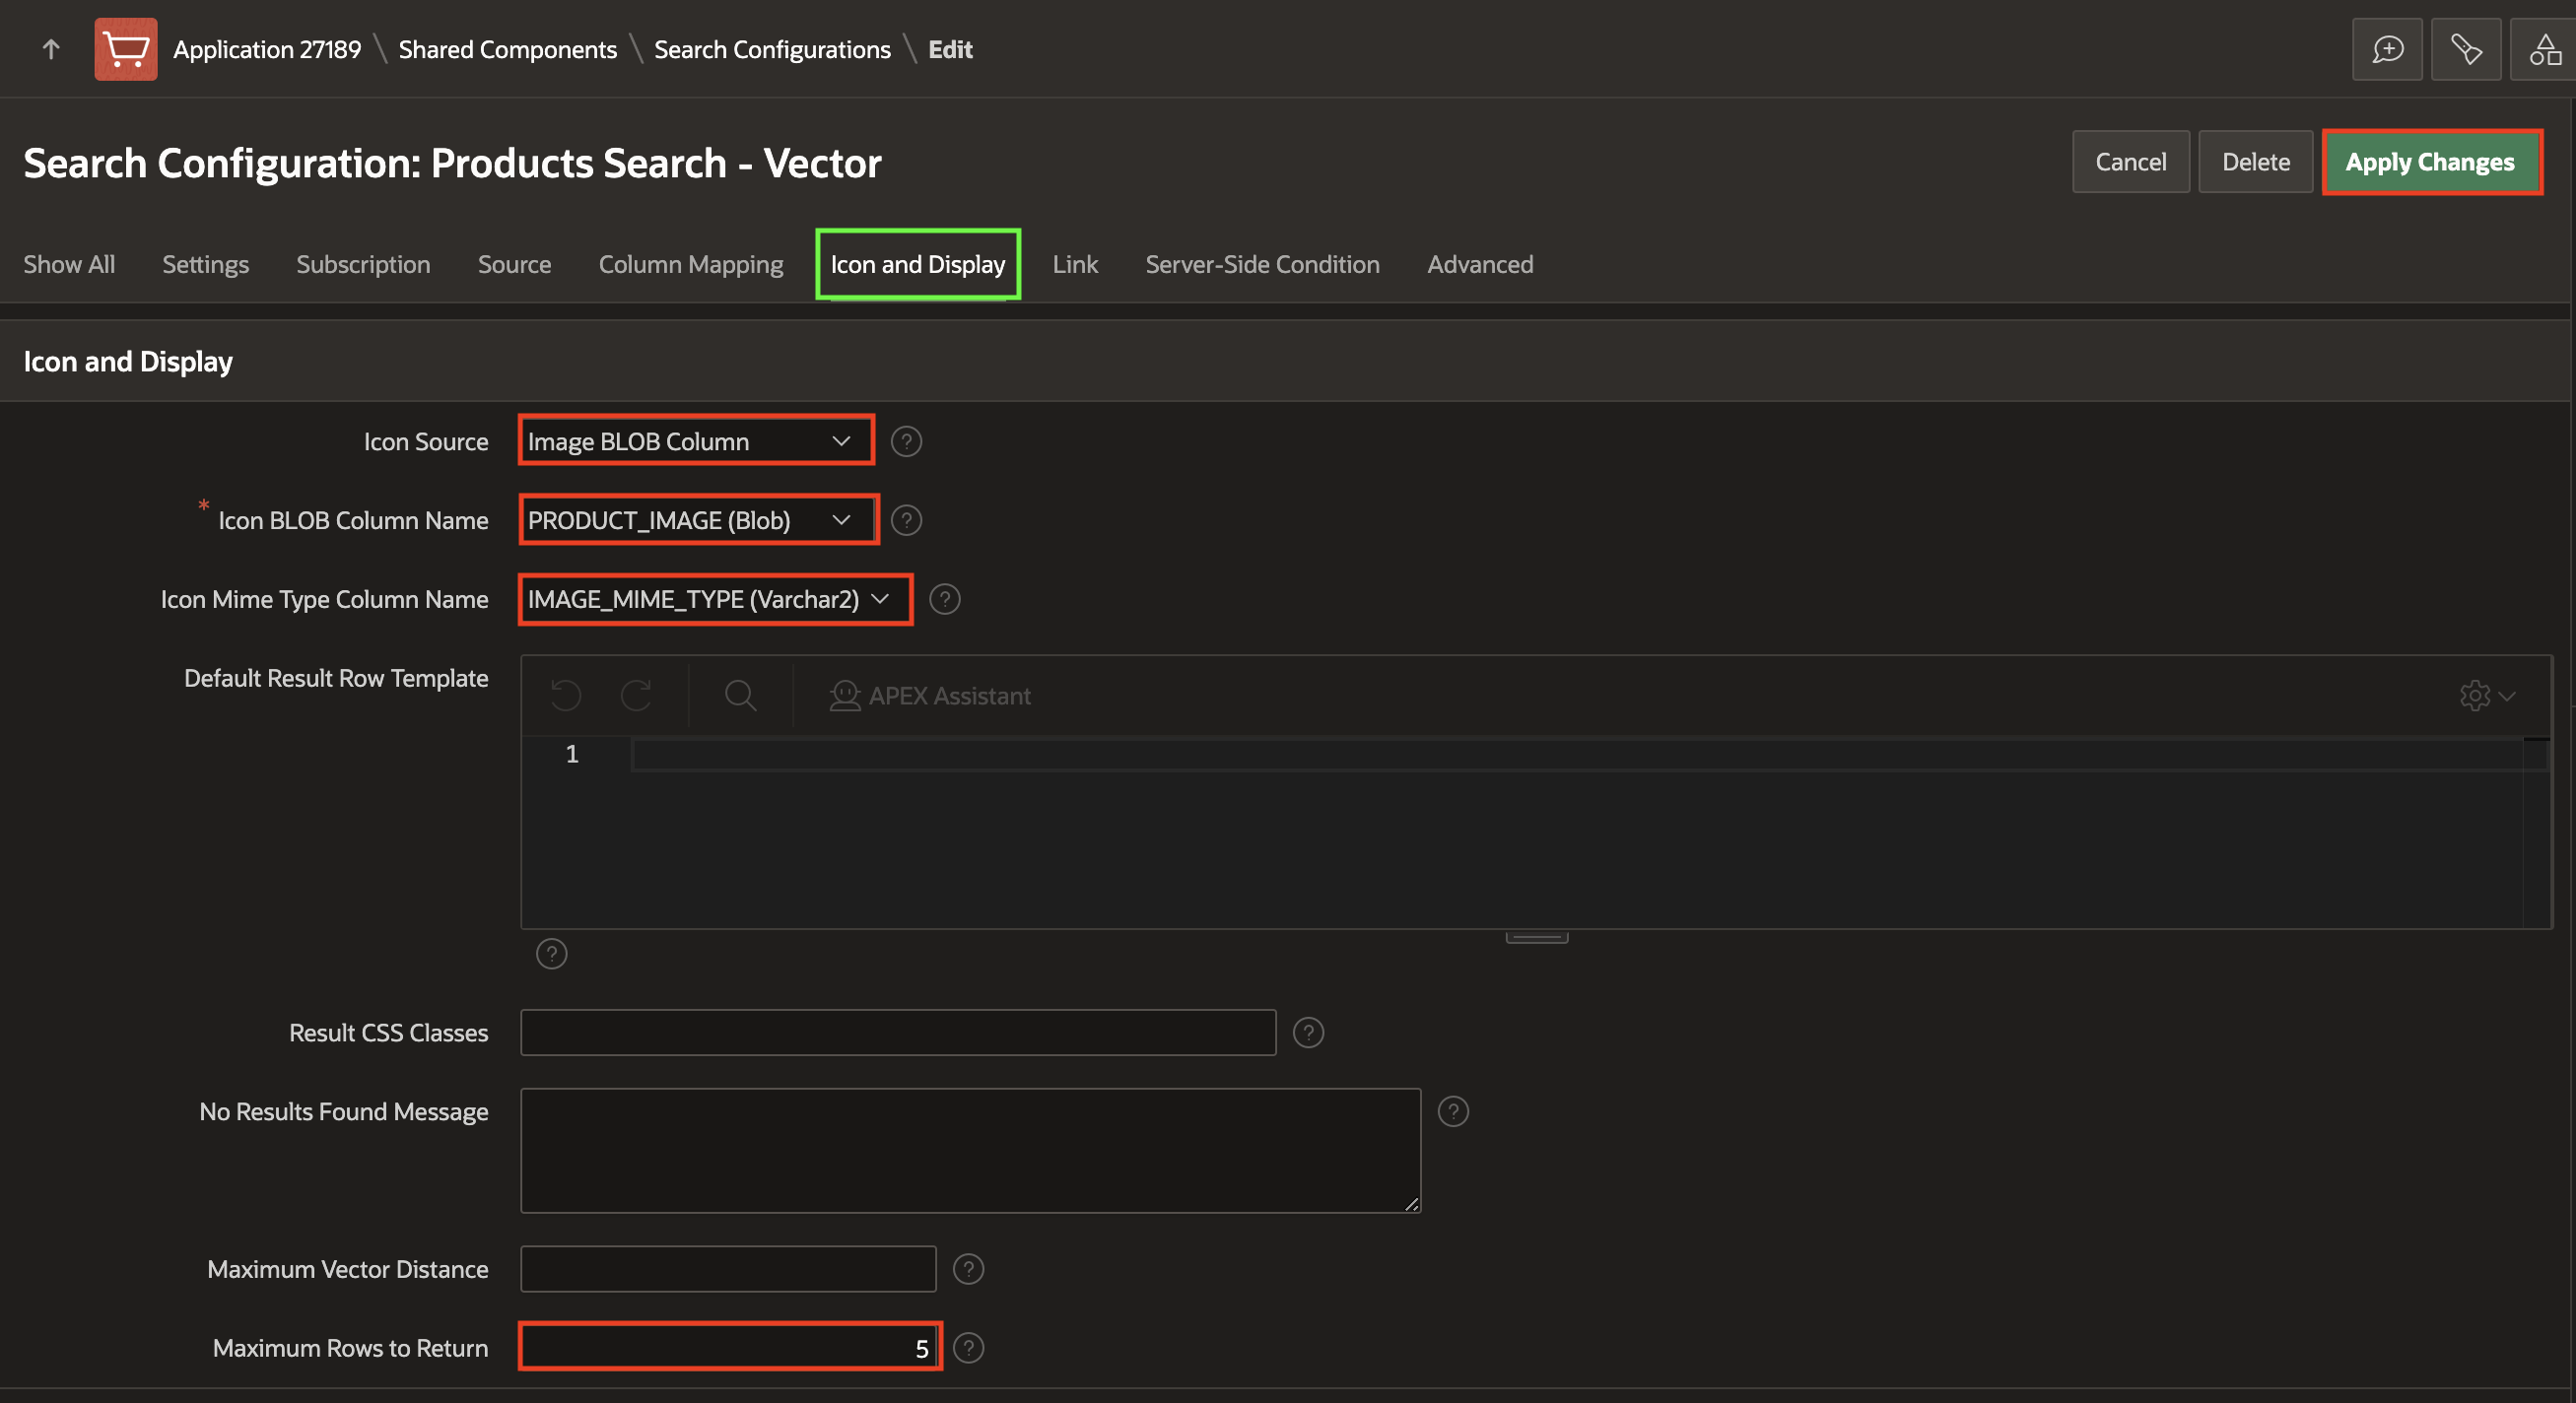 Application 27189 \ Shared Components \ Search Configurations \ Edit
Search Configuration: Products Search - Vector
Cancel
Delete
Apply Changes
Show All
Settings
Subscription
Source
Column Mapping
Icon and Display
Link
Server-Side Condition
Advanced
Icon and Display
Icon Source
Image BLOB Column
?
* Icon BLOB Column Name
PRODUCT_IMAGE (Blob)
?
Icon Mime Type Column Name
IMAGE_MIME_TYPE (Varchar2)
?
Default Result Row Template
APEX Assistant
1
?
Result CSS Classes
?
No Results Found Message
?
Maximum Vector Distance
?
Maximum Rows to Return
5
?